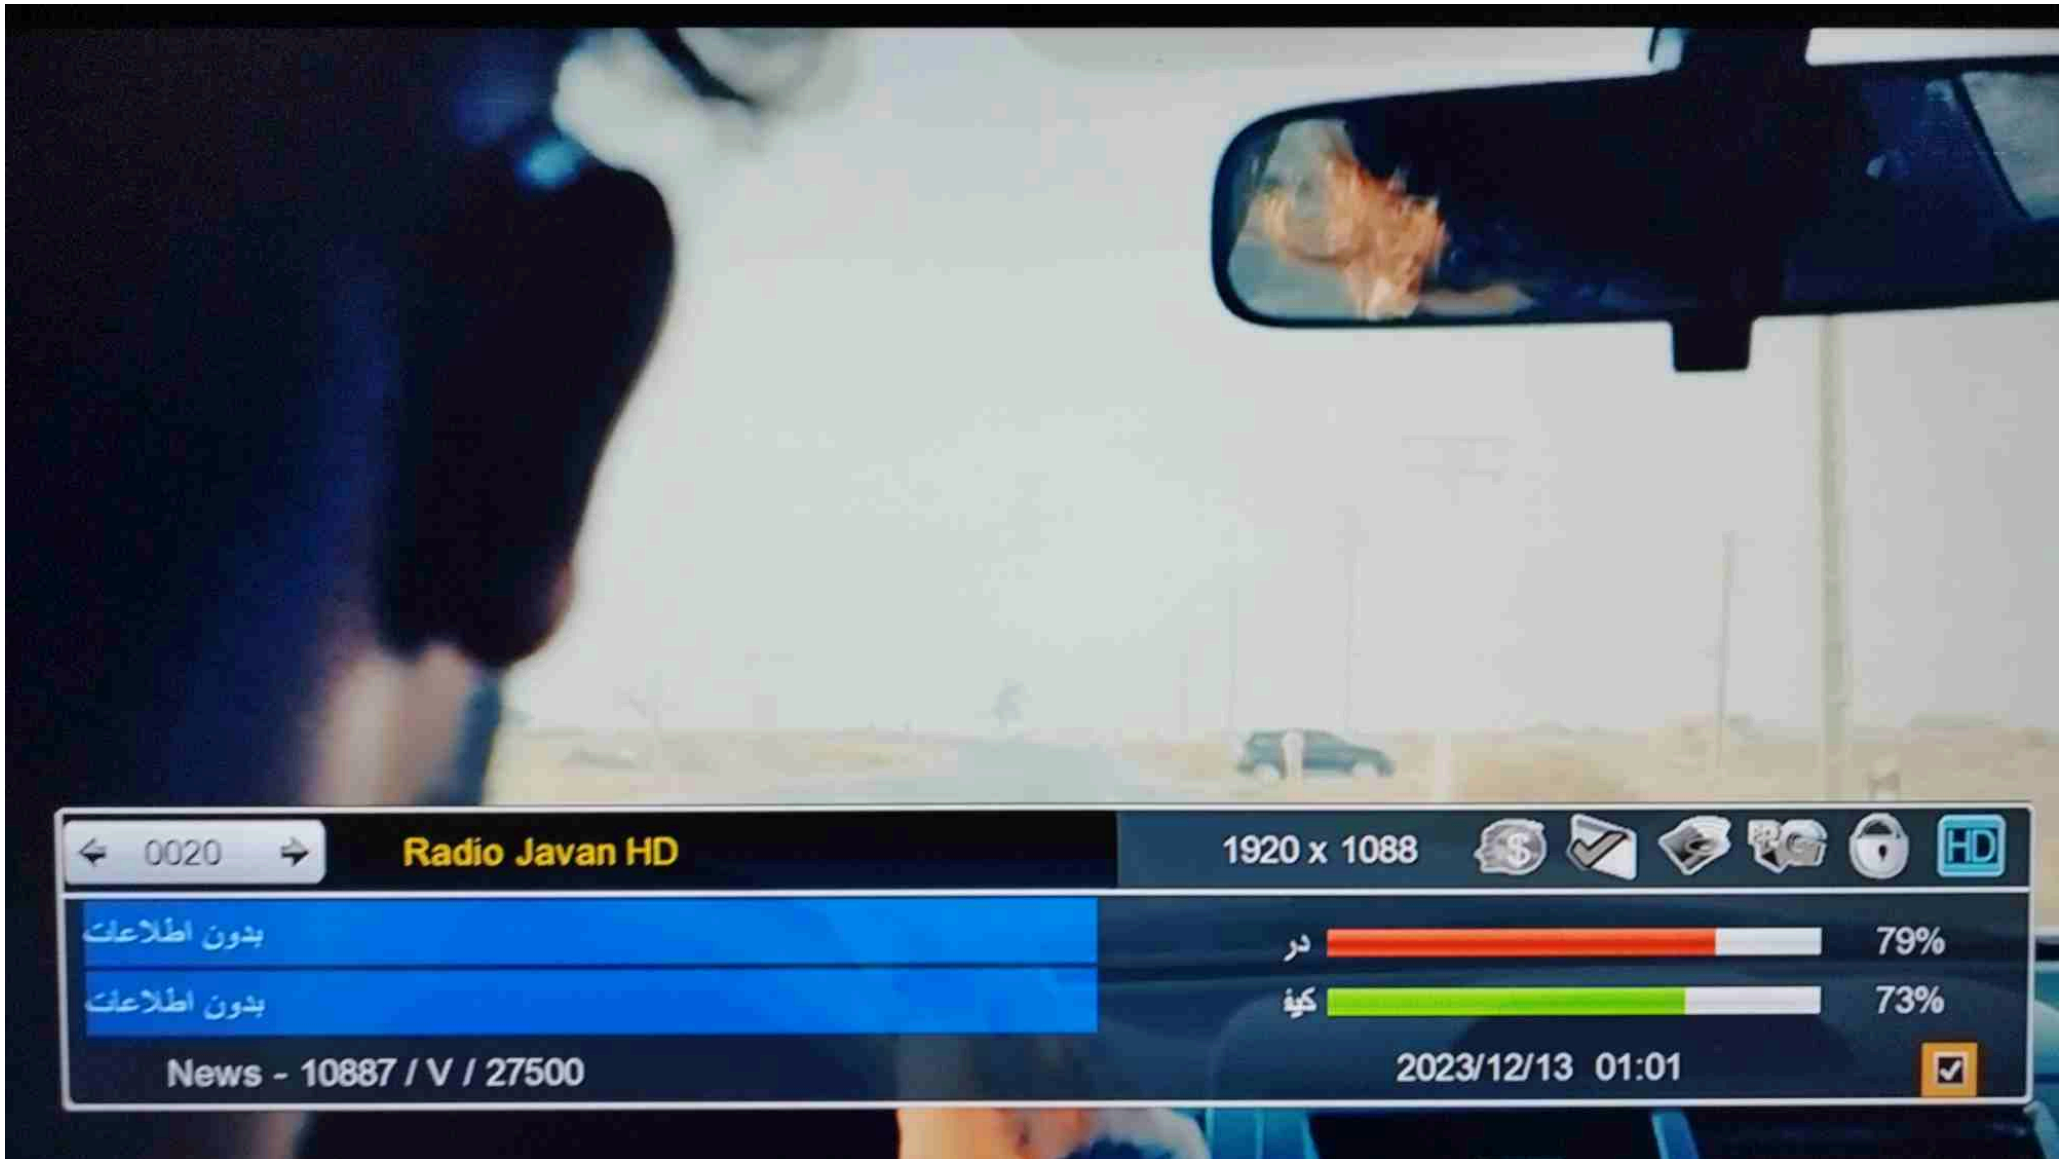 0020
Radio Javan HD
1920 x 1088
HD
بدون اطلاعات
در 79%
بدون اطلاعات
کیف 73%
News - 10887 / V / 27500
2023/12/13 01:01